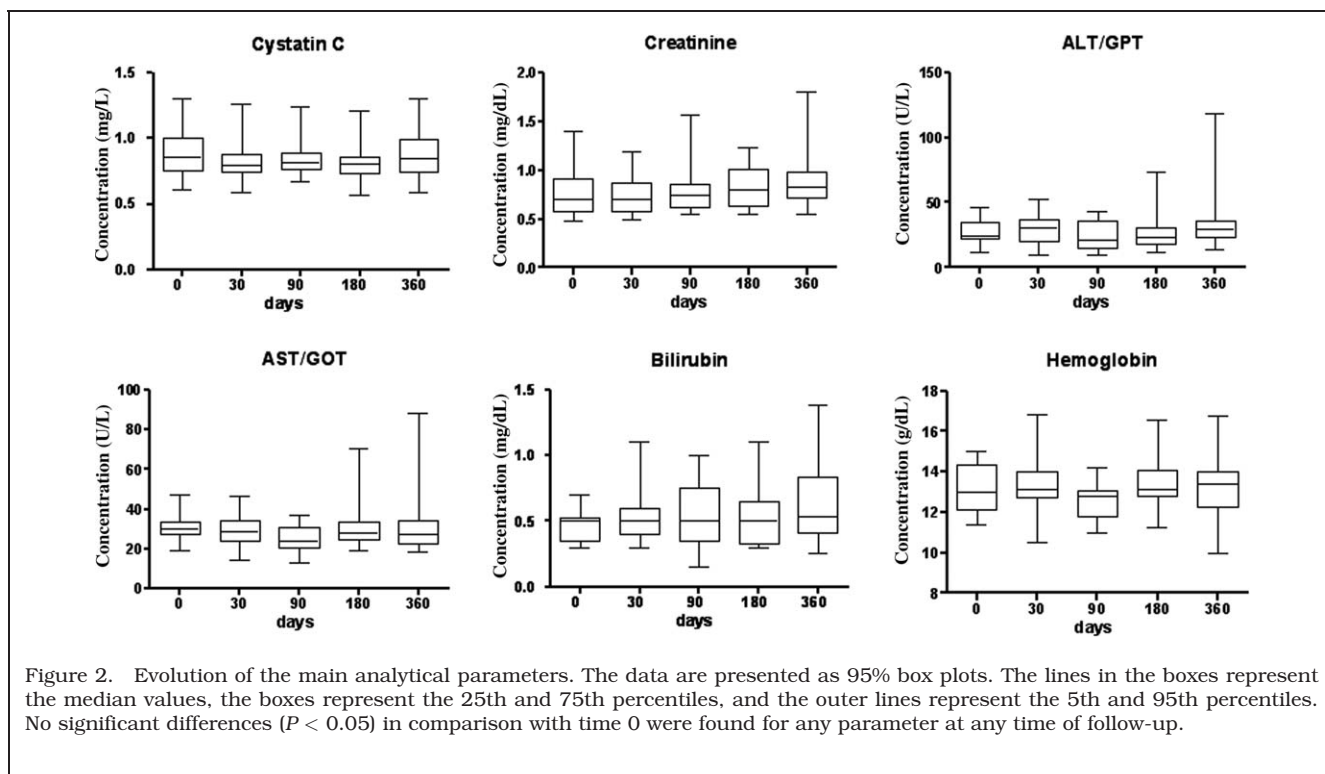 Cystatin C
Concentration (mg/L)
1.5
1.0
0.5
0.0
0 30 90 180 360
days
Creatinine
Concentration (mg/dL)
2.0
1.5
1.0
0.5
0.0
0 30 90 180 360
days
ALT/GPT
Concentration (U/L)
150
100
50
0
0 30 90 180 360
days
AST/GOT
Concentration (U/L)
100
80
60
40
20
0
0 30 90 180 360
days
Bilirubin
Concentration (mg/dL)
1.5
1.0
0.5
0.0
0 30 90 180 360
days
Hemoglobin
Concentration (g/dL)
18
16
14
12
10
8
0 30 90 180 360
days
Figure 2. Evolution of the main analytical parameters. The data are presented as 95% box plots. The lines in the boxes represent
the median values, the boxes represent the 25th and 75th percentiles, and the outer lines represent the 5th and 95th percentiles.
No significant differences (P < 0.05) in comparison with time 0 were found for any parameter at any time of follow-up.